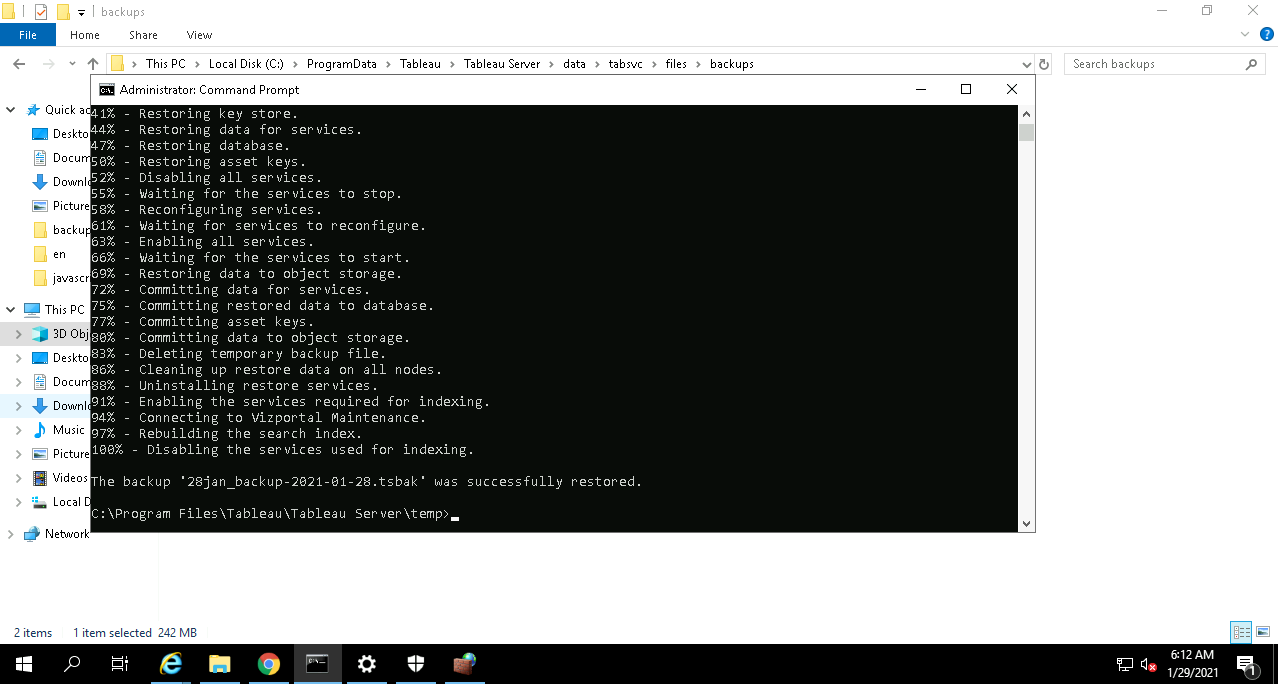 backups
File Home Share View
This PC Local Disk (C:) ProgramData Tableau Tableau Server data tabsvc files backups
Search backups
Administrator: Command Prompt
41% - Restoring key store.
44% - Restoring data for services.
47% - Restoring database.
50% - Restoring asset keys.
52% - Disabling all services.
55% - Waiting for the services to stop.
58% - Reconfiguring services.
61% - Waiting for services to reconfigure.
63% - Enabling all services.
66% - Waiting for the services to start.
69% - Restoring data to object storage.
72% - Committing data for services.
75% - Committing restored data to database.
77% - Committing asset keys.
80% - Committing data to object storage.
83% - Deleting temporary backup file.
86% - Cleaning up restore data on all nodes.
88% - Uninstalling restore services.
91% - Enabling the services required for indexing.
94% - Connecting to Vizportal Maintenance.
97% - Rebuilding the search index.
100% - Disabling the services used for indexing.
The backup '28jan_backup-2021-01-28.tsbak' was successfully restored.
C:\Program Files\Tableau\Tableau Server\temp>
Quick ac
Deskto
Docum
Downl
Picture
backup
en
javascr
This PC
3D Obj
Deskto
Docum
Downl
Music
Picture
Videos
Local D
Network
2 items 1 item selected 242 MB
6:12 AM
1/29/2021
1